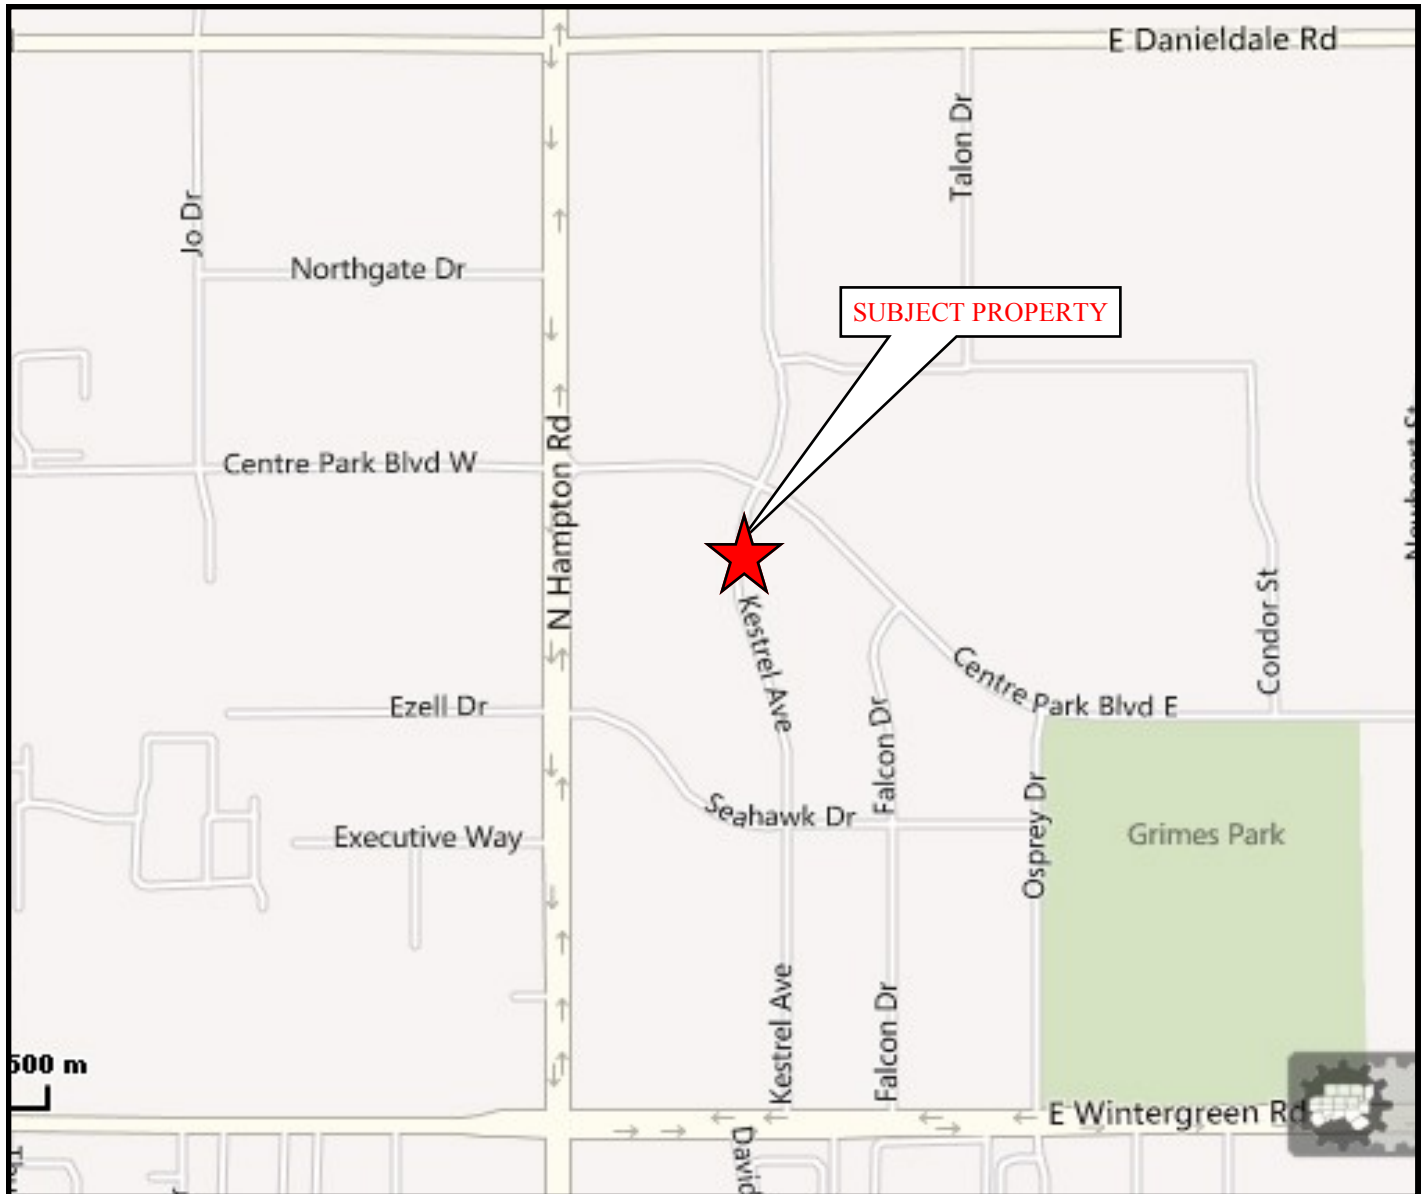 E Danieldale Rd
Talon Dr
Jo Dr
Northgate Dr
SUBJECT PROPERTY
N Hampton Rd
Centre Park Blvd W
Kestrel Ave
Condor St
Centre Park Blvd E
Ezell Dr
Falcon Dr
Seahawk Dr
Osprey Dr
Executive Way
Grimes Park
Kestrel Ave
Falcon Dr
500 m
E Wintergreen Rd
David